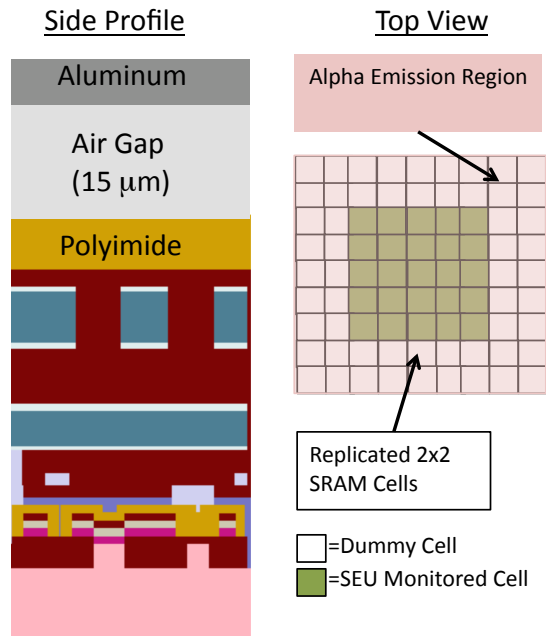 Side Profile
Aluminum
Air Gap
(15 μm)
Polyimide
Top View
Alpha Emission Region
Replicated 2x2
SRAM Cells
=Dummy Cell
=SEU Monitored Cell